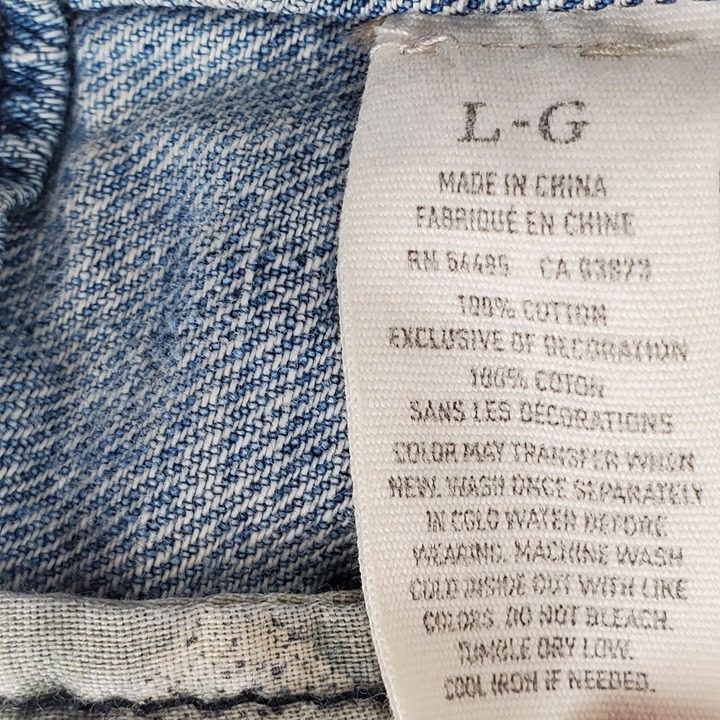 L-G
MADE IN CHINA
FABRIQUÉ EN CHINE
RN 54485 CA 03873
100% COTTON
EXCLUSIVE OF DECORATION
100% COTON
SANS LES DECORATIONS
COLOR MAY TRANSFER WHEN
NEW. WASH ONCE SEPARATELY
IN COLD WATER BEFORE
WEARING. MACHINE WASH
COLD INSIDE OUT WITH LIKE
COLORS. DO NOT BLEACH.
TUMBLE DRY LOW.
COOL IRON IF NEEDED.